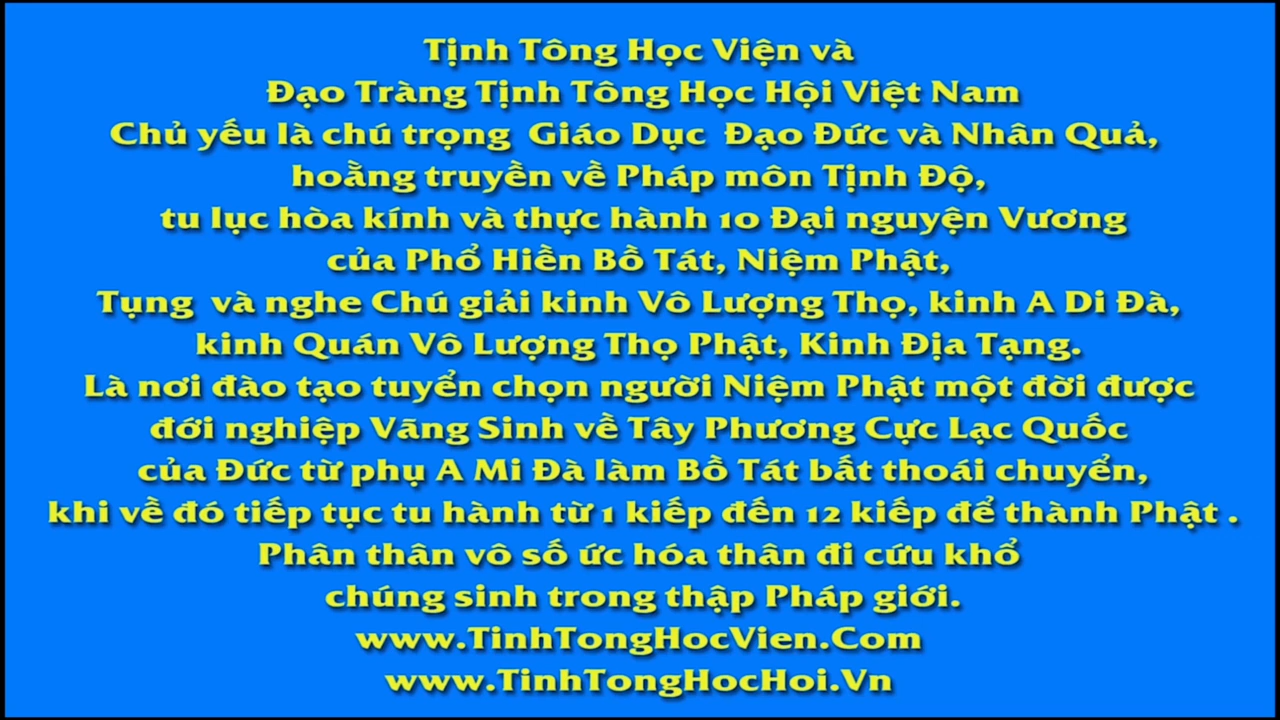 Tịnh Tông Học Viện và
Đạo Tràng Tịnh Tông Học Hội Việt Nam
Chủ yếu là chú trọng Giáo Dục Đạo Đức và Nhân Quả,
hoằng truyền về Pháp môn Tịnh Độ,
tu lục hòa kính và thực hành 10 Đại nguyện Vương
của Phổ Hiền Bồ Tát, Niệm Phật,
Tụng và nghe Chú giải kinh Vô Lượng Thọ, kinh A Di Đà,
kinh Quán Vô Lượng Thọ Phật, Kinh Địa Tạng.
Là nơi đào tạo tuyển chọn người Niệm Phật một đời được
đới nghiệp Vãng Sinh về Tây Phương Cực Lạc Quốc
của Đức từ phụ A Mi Đà làm Bồ Tát bất thoái chuyển,
khi về đó tiếp tục tu hành từ 1 kiếp đến 12 kiếp để thành Phật .
Phân thân vô số ức hóa thân đi cứu khổ
chúng sinh trong thập Pháp giới.
www.TinhTongHocVien.Com
www.TinhTongHocHoi.Vn